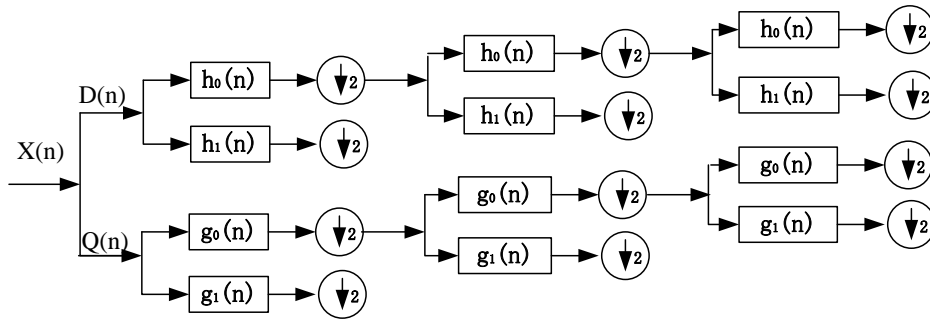 h₀(n) ↓2 h₀(n) ↓2 h₀(n) ↓2
D(n)
h₁(n) ↓2 h₁(n) ↓2 h₁(n) ↓2
X(n)
g₀(n) ↓2 g₀(n) ↓2 g₀(n) ↓2
Q(n)
g₁(n) ↓2 g₁(n) ↓2 g₁(n) ↓2